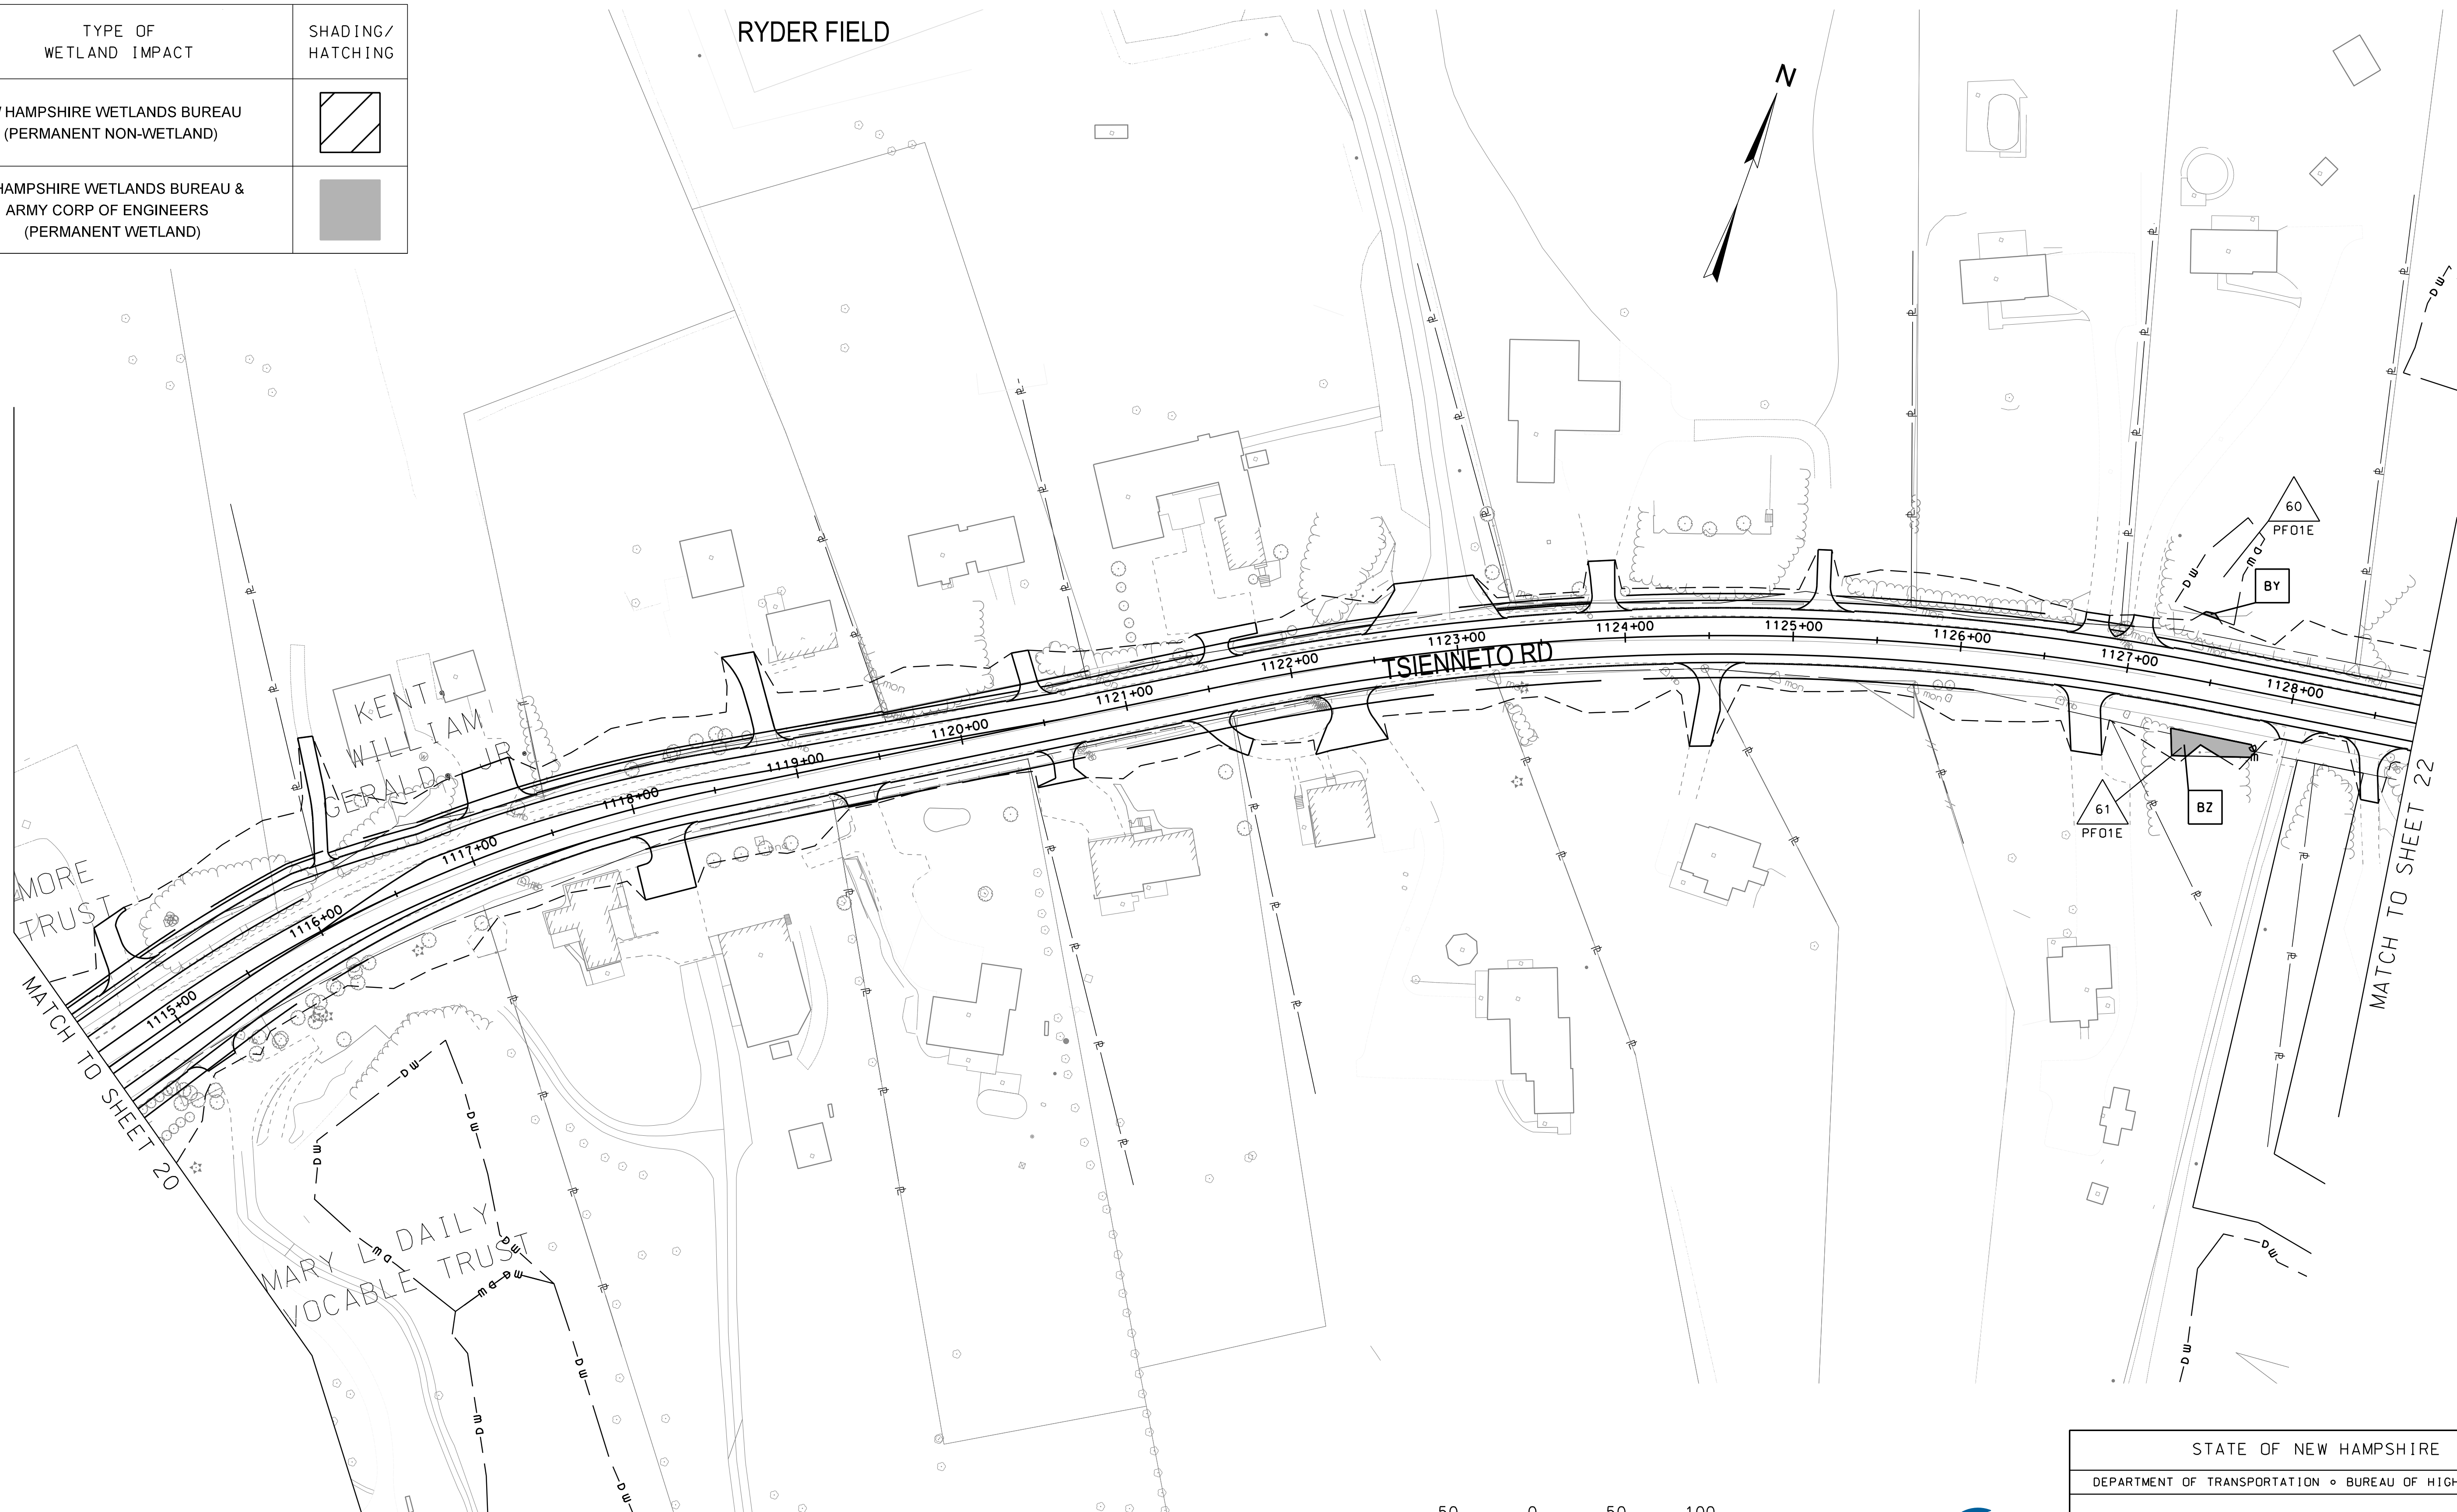 TYPE OF
WETLAND IMPACT
SHADING/
HATCHING
HAMPSHIRE WETLANDS BUREAU
(PERMANENT NON-WETLAND)
HAMPSHIRE WETLANDS BUREAU &
ARMY CORP OF ENGINEERS
(PERMANENT WETLAND)
RYDER FIELD
N
60
PFO1E
BY
KENT
WILLIAM
GERALD JR
MORE
TRUST
TSIENNETO RD
1115+00
1116+00
1117+00
1118+00
1119+00
1120+00
1121+00
1122+00
1123+00
1124+00
1125+00
1126+00
1127+00
1128+00
61
PFO1E
BZ
MATCH TO SHEET 20
MATCH TO SHEET 22
MARY L DAILY
VOCABLE TRUST
50 0 50 100
STATE OF NEW HAMPSHIRE
DEPARTMENT OF TRANSPORTATION • BUREAU OF HIGH